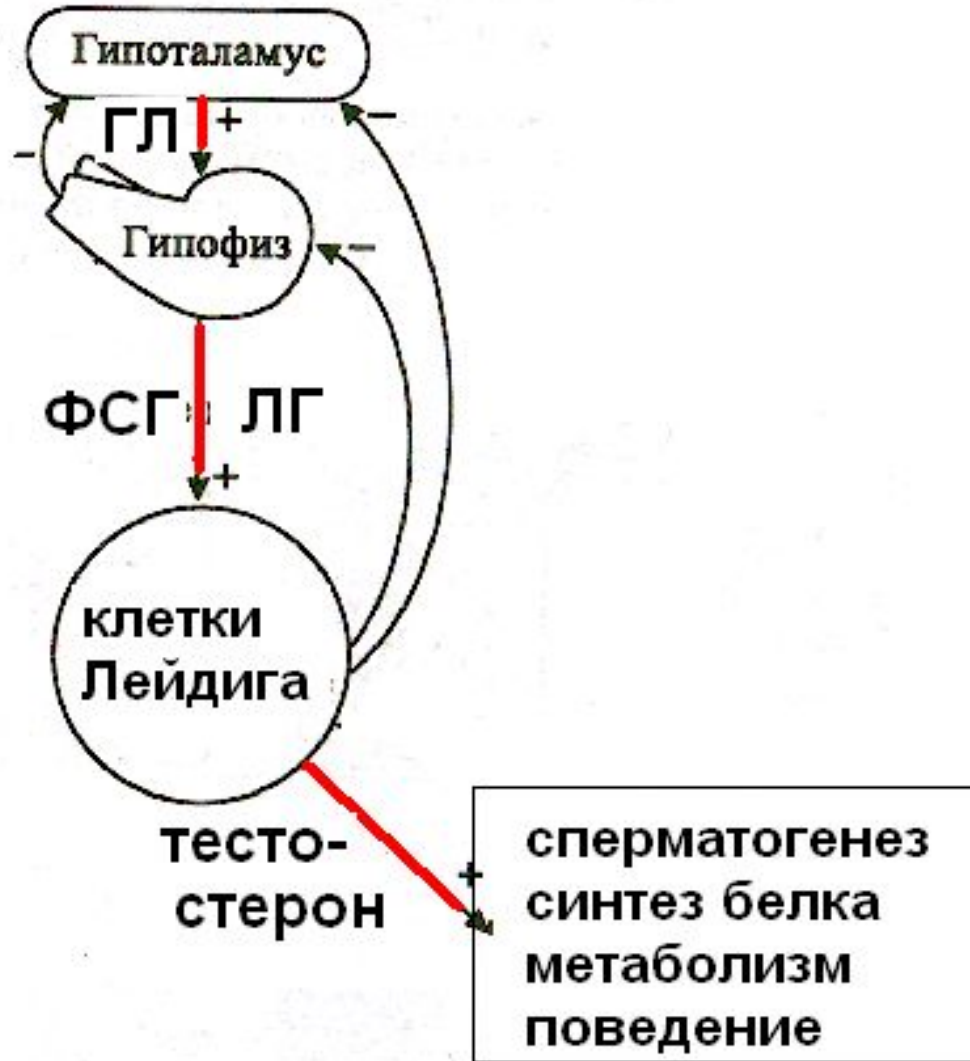 Гипоталамус
ГЛ +
–
–
Гипофиз
–
ФСГ ЛГ
+
клетки
Лейдига
тесто-
стерон
+
сперматогенез
синтез белка
метаболизм
поведение